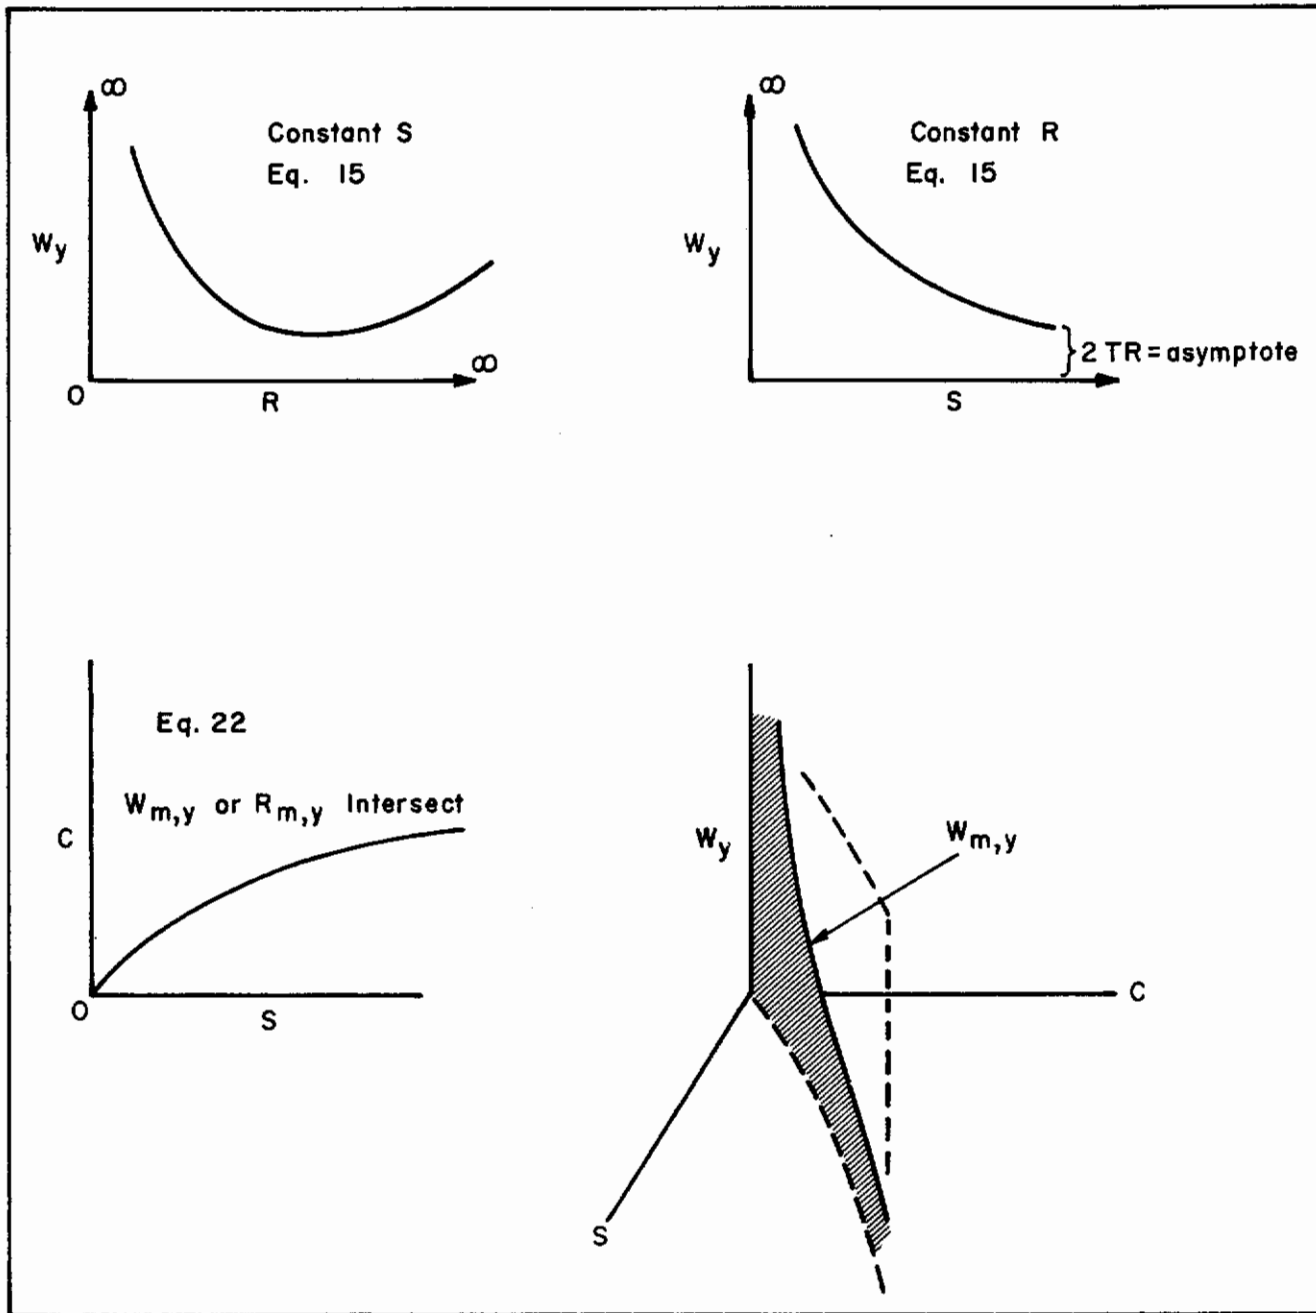 ∞
Constant S
Eq. 15
Wy
O
R
∞
∞
Constant R
Eq. 15
Wy
2 TR = asymptote
S
Eq. 22
Wm,y or Rm,y Intersect
C
O
S
Wy
Wm,y
C
S